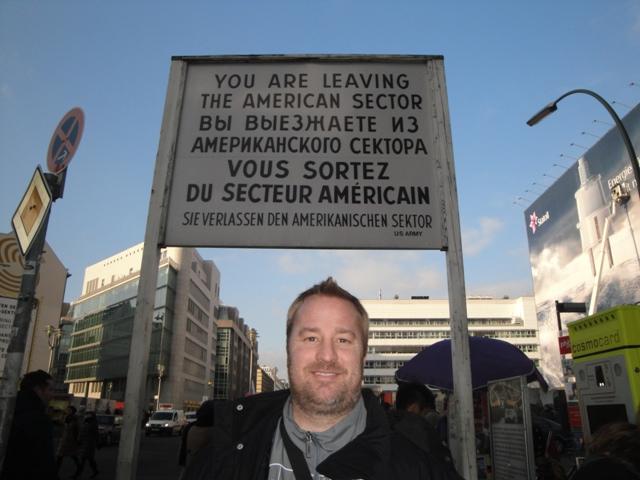 YOU ARE LEAVING
THE AMERICAN SECTOR
ВЫ ВЫЕЗЖАЕТЕ ИЗ
АМЕРИКАНСКОГО СЕКТОРА
VOUS SORTEZ
DU SECTEUR AMÉRICAIN
SIE VERLASSEN DEN AMERIKANISCHEN SEKTOR
US ARMY
Energie
cosmocard